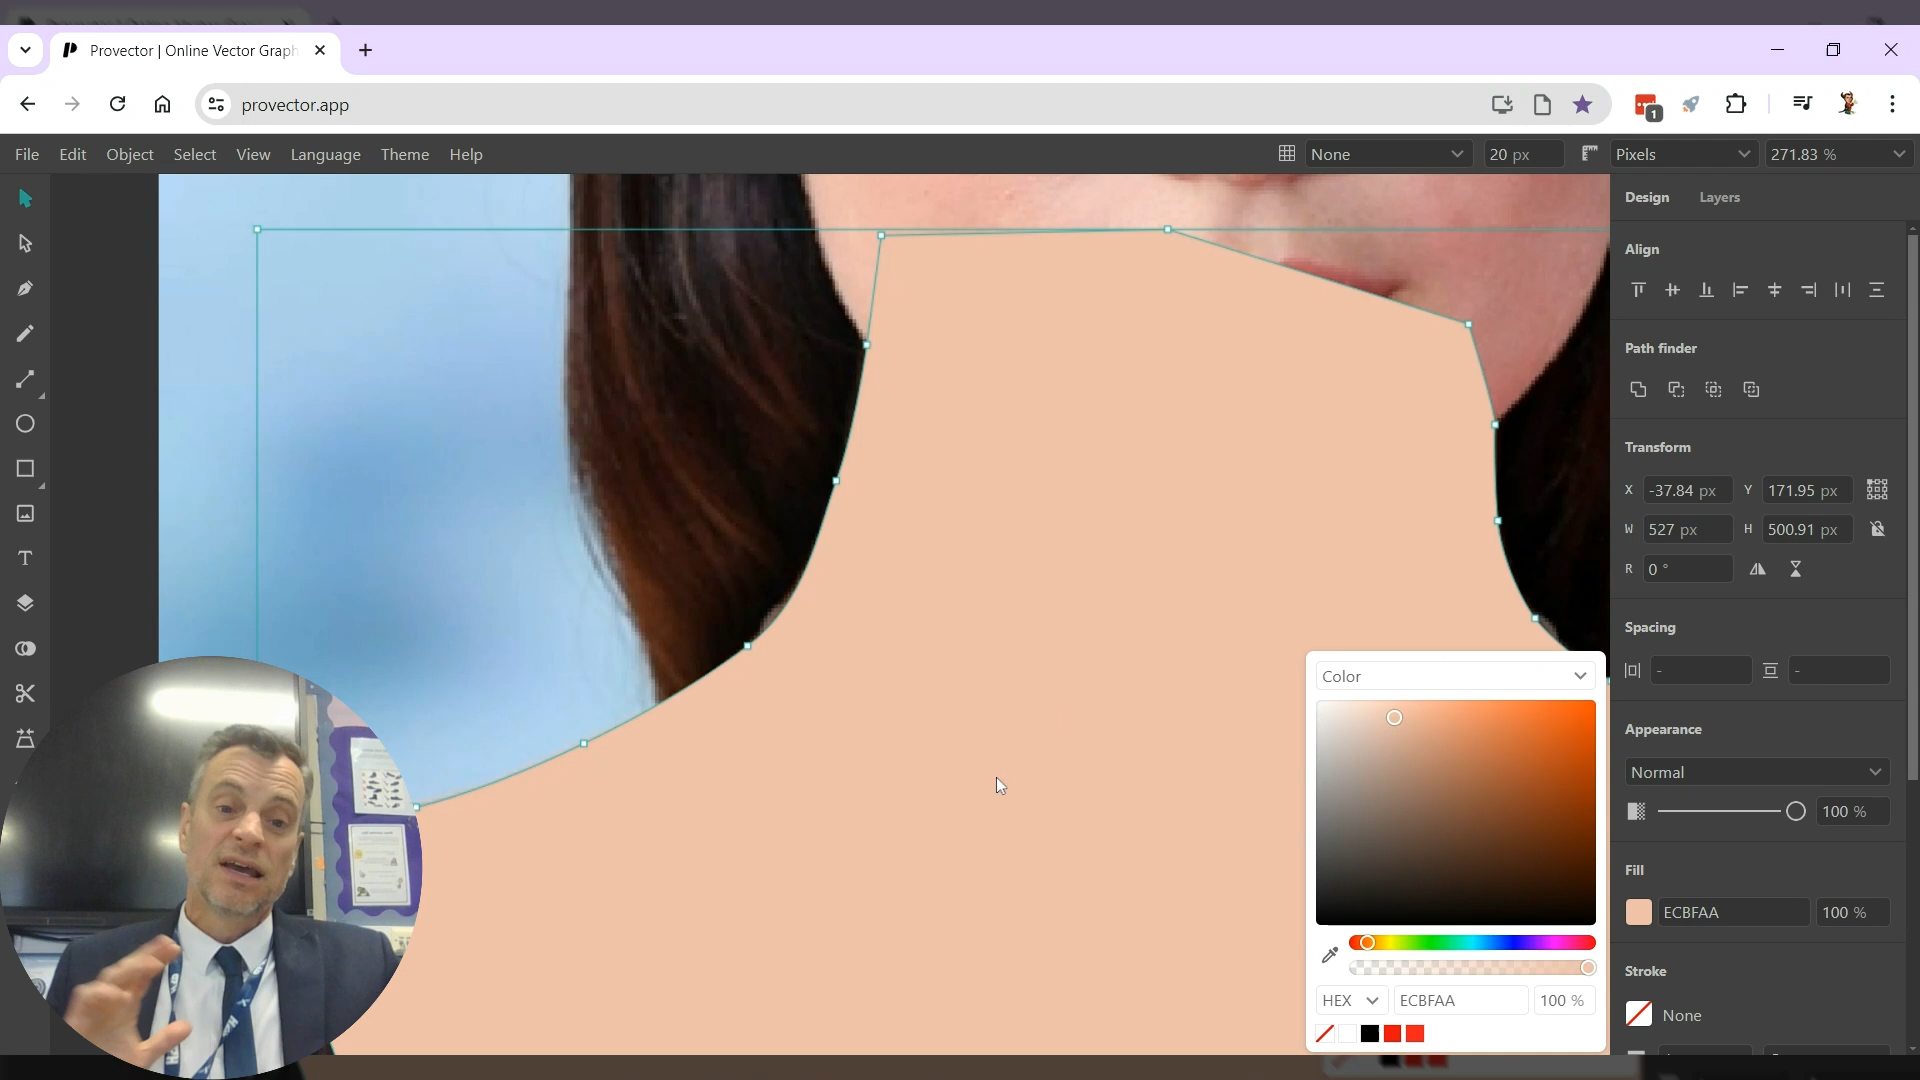 Provector | Online Vector Graph
provector.app
1
File Edit Object Select View Language Theme Help
None 20 px Pixels 271.83 %
Design Layers
Align
Path finder
Transform
X -37.84 px Y 171.95 px
W 527 px H 500.91 px
R 0 °
Spacing
- -
Appearance
Normal
100 %
Fill
ECBFAA 100 %
Stroke
None
Color
HEX ECBFAA 100 %